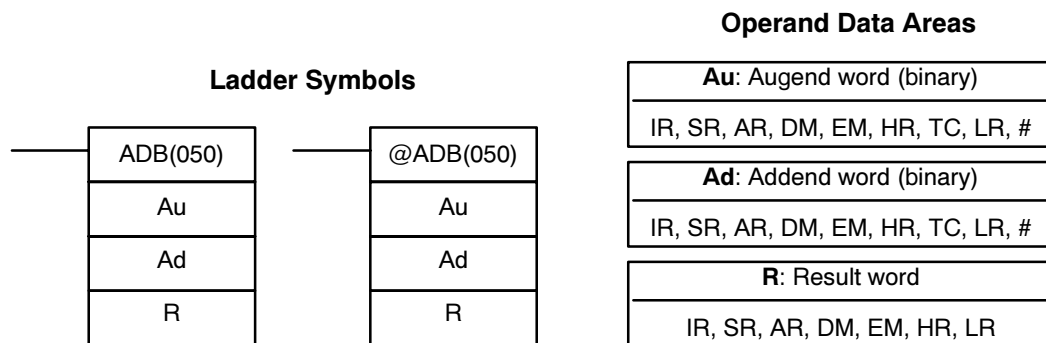 Operand Data Areas
Ladder Symbols
Au: Augend word (binary)
IR, SR, AR, DM, EM, HR, TC, LR, #
ADB(050)
@ADB(050)
Ad: Addend word (binary)
Au
Au
IR, SR, AR, DM, EM, HR, TC, LR, #
Ad
Ad
R: Result word
R
R
IR, SR, AR, DM, EM, HR, LR